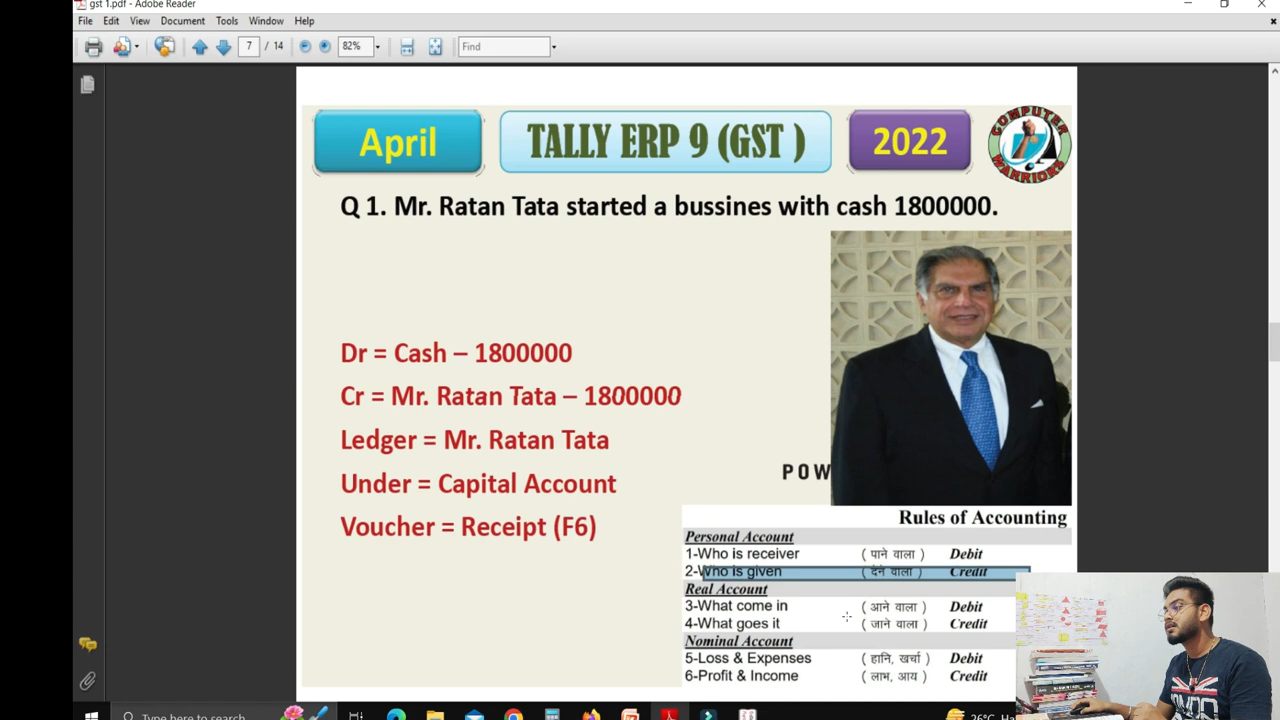 gst 1.pdf - Adobe Reader
File Edit View Document Tools Window Help
7 / 14 82% Find
April TALLY ERP 9 (GST ) 2022
COMPUTER WARRIORS
Q 1. Mr. Ratan Tata started a bussines with cash 1800000.
Dr = Cash – 1800000
Cr = Mr. Ratan Tata – 1800000
Ledger = Mr. Ratan Tata
Under = Capital Account
Voucher = Receipt (F6)
POW
Rules of Accounting
Personal Account
1-Who is receiver ( पाने वाला ) Debit
2-Who is given ( देने वाला ) Credit
Real Account
3-What come in ( आने वाला ) Debit
4-What goes it ( जाने वाला ) Credit
Nominal Account
5-Loss & Expenses ( हानि, खर्चा ) Debit
6-Profit & Income ( लाभ, आय ) Credit
Type here to search 26°C